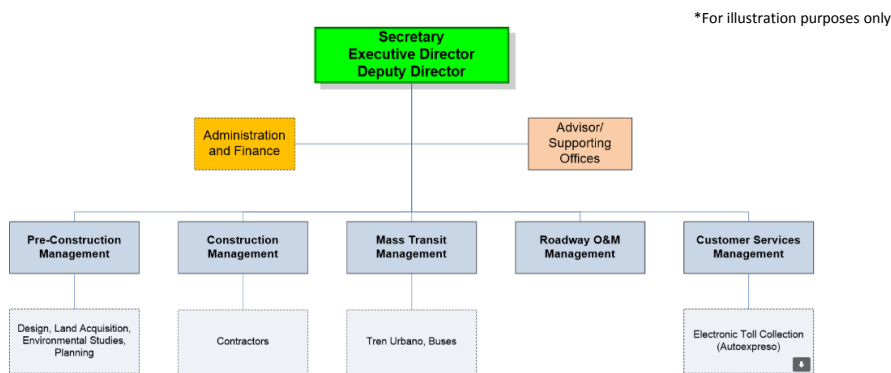 *For illustration purposes only
Secretary
Executive Director
Deputy Director
Administration
and Finance
Advisor/
Supporting
Offices
Pre-Construction
Management
Construction
Management
Mass Transit
Management
Roadway O&M
Management
Customer Services
Management
Design, Land Acquisition,
Environmental Studies,
Planning
Contractors
Tren Urbano, Buses
Electronic Toll Collection
(Autoexpreso)